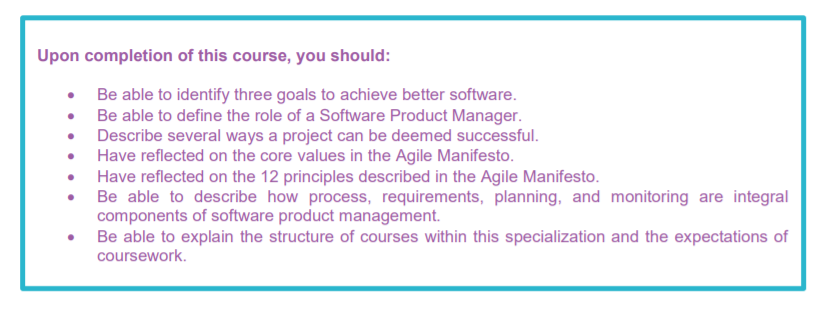 Upon completion of this course, you should:
• Be able to identify three goals to achieve better software.
• Be able to define the role of a Software Product Manager.
• Describe several ways a project can be deemed successful.
• Have reflected on the core values in the Agile Manifesto.
• Have reflected on the 12 principles described in the Agile Manifesto.
• Be able to describe how process, requirements, planning, and monitoring are integral
components of software product management.
• Be able to explain the structure of courses within this specialization and the expectations of
coursework.